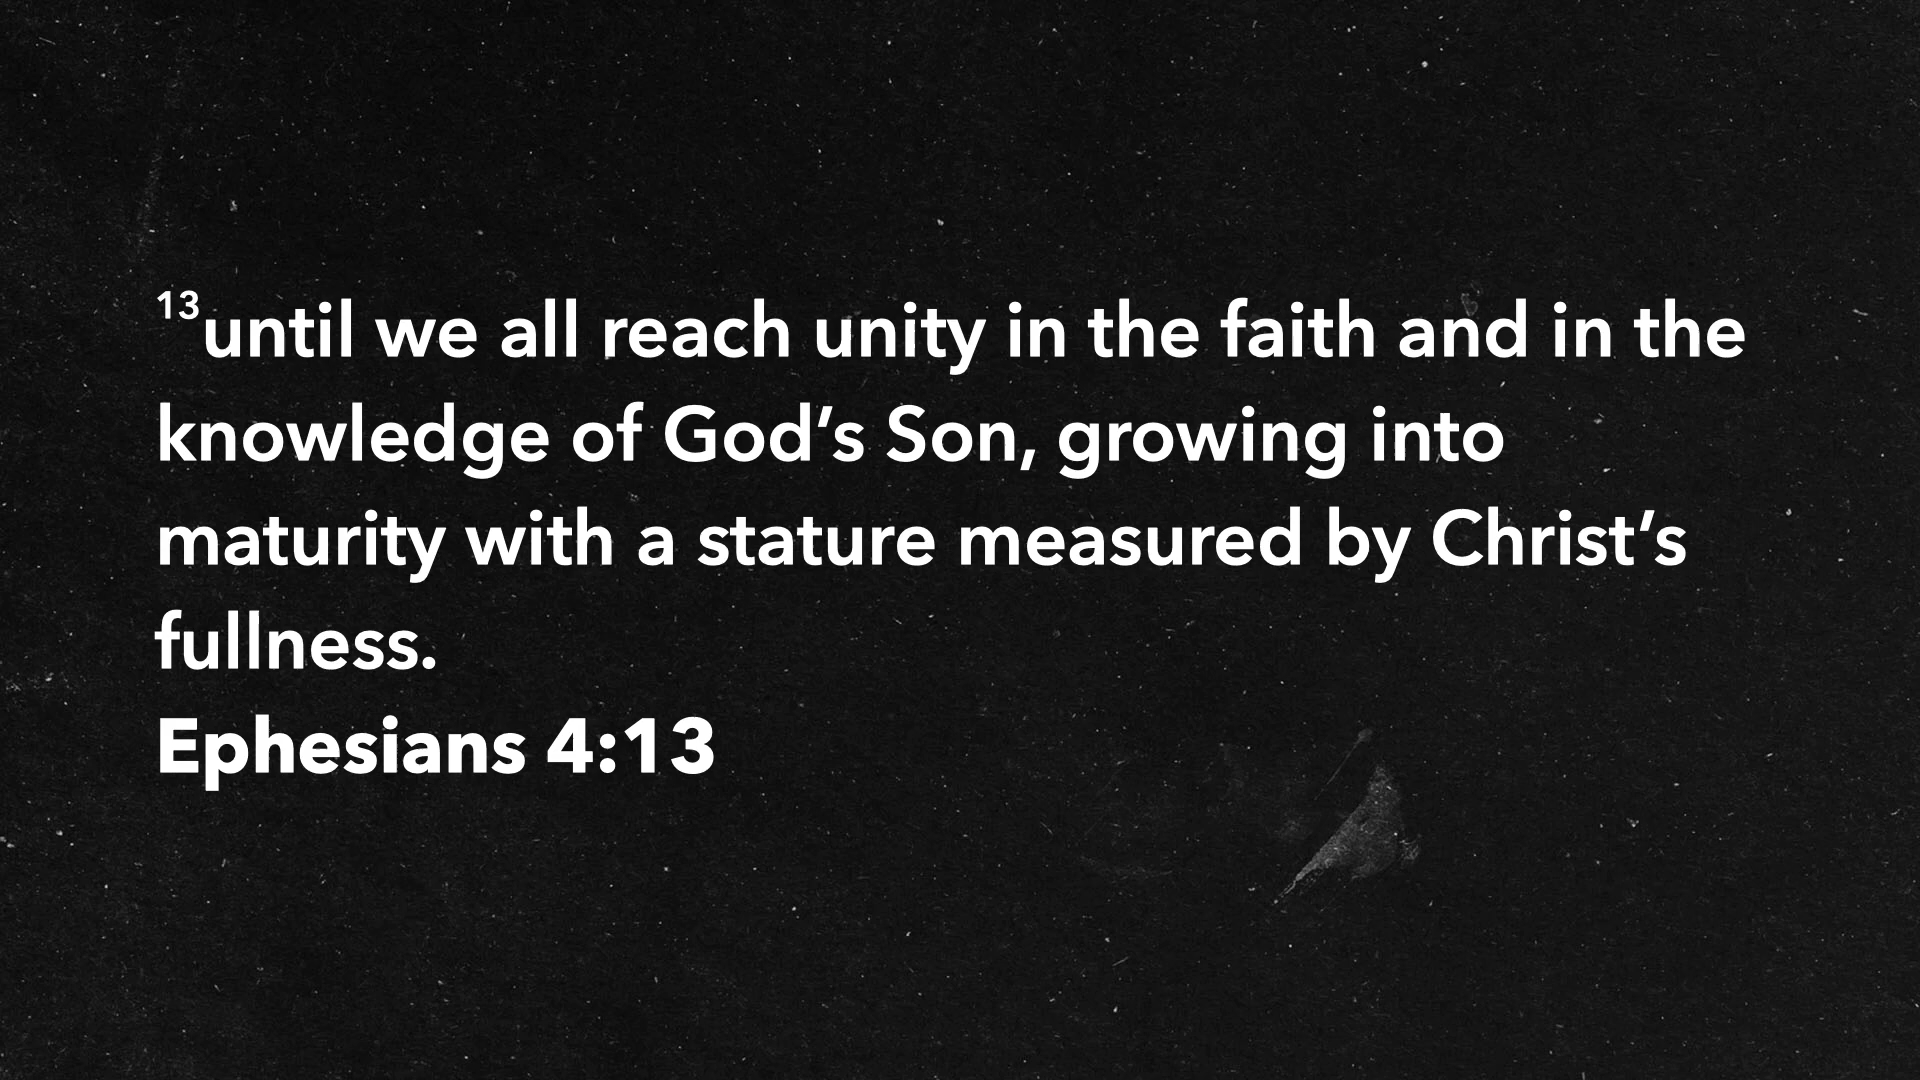 ¹³until we all reach unity in the faith and in the
knowledge of God’s Son, growing into
maturity with a stature measured by Christ’s
fullness.
Ephesians 4:13